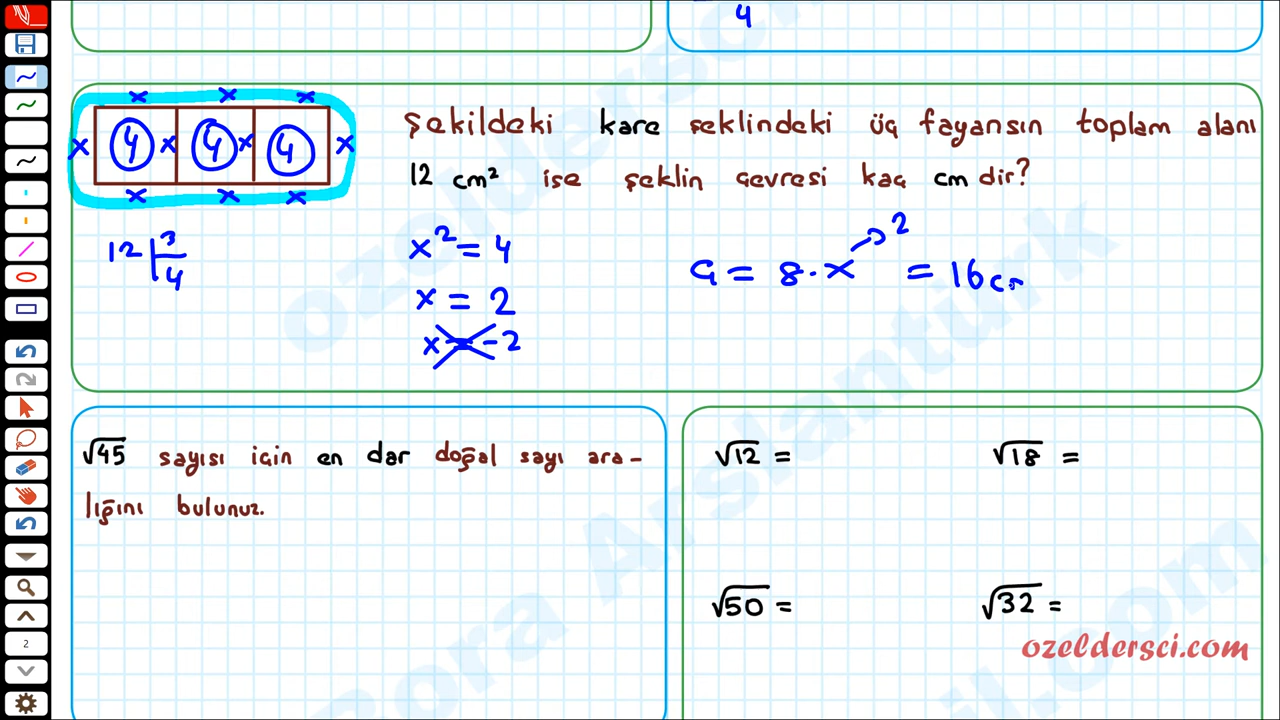 4
x x x
x 4 x 4 x 4 x
x x x
Şekildeki kare şeklindeki üç fayansın toplam alanı
12 cm² ise şeklin çevresi kaç cm dir?
12 | 3
4
x² = 4
x = 2
x = -2
Ç = 8 · x → 2 = 16 cm
√45 sayısı için en dar doğal sayı ara-
lığını bulunuz.
√12 = √18 =
√50 = √32 =
ozeldersci.com
2